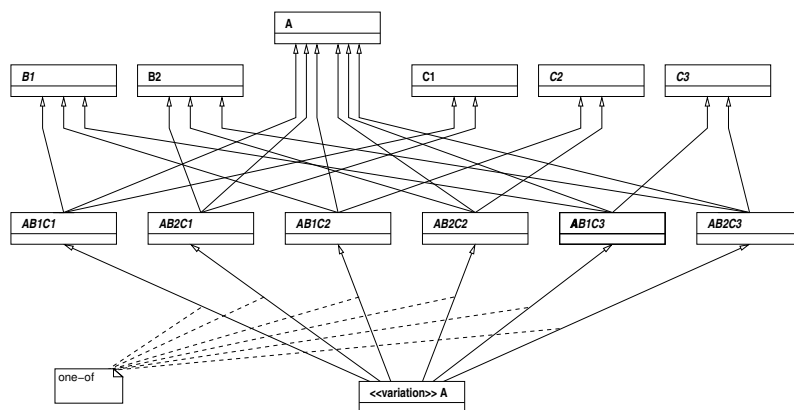 A
B1
B2
C1
C2
C3
AB1C1
AB2C1
AB1C2
AB2C2
AB1C3
AB2C3
one-of
<<variation>> A